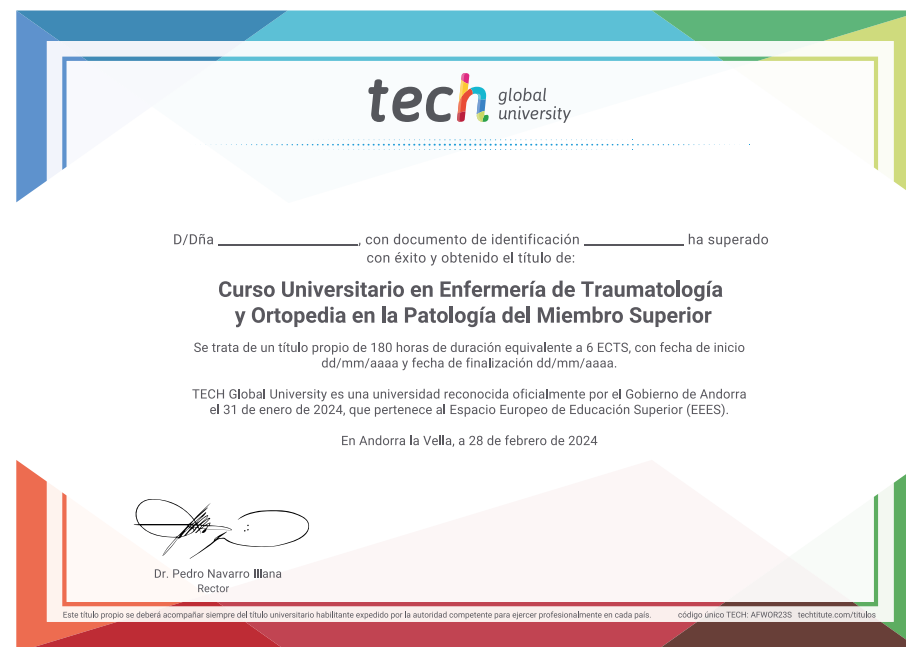 tech global university
D/Dña ____________, con documento de identificación ____________ ha superado
con éxito y obtenido el título de:
Curso Universitario en Enfermería de Traumatología
y Ortopedia en la Patología del Miembro Superior
Se trata de un título propio de 180 horas de duración equivalente a 6 ECTS, con fecha de inicio
dd/mm/aaaa y fecha de finalización dd/mm/aaaa.
TECH Global University es una universidad reconocida oficialmente por el Gobierno de Andorra
el 31 de enero de 2024, que pertenece al Espacio Europeo de Educación Superior (EEES).
En Andorra la Vella, a 28 de febrero de 2024
Dr. Pedro Navarro Illana
Rector
Este título propio se deberá acompañar siempre del título universitario habilitante expedido por la autoridad competente para ejercer profesionalmente en cada país. código único TECH: AFWOR23S techtitute.com/titulos